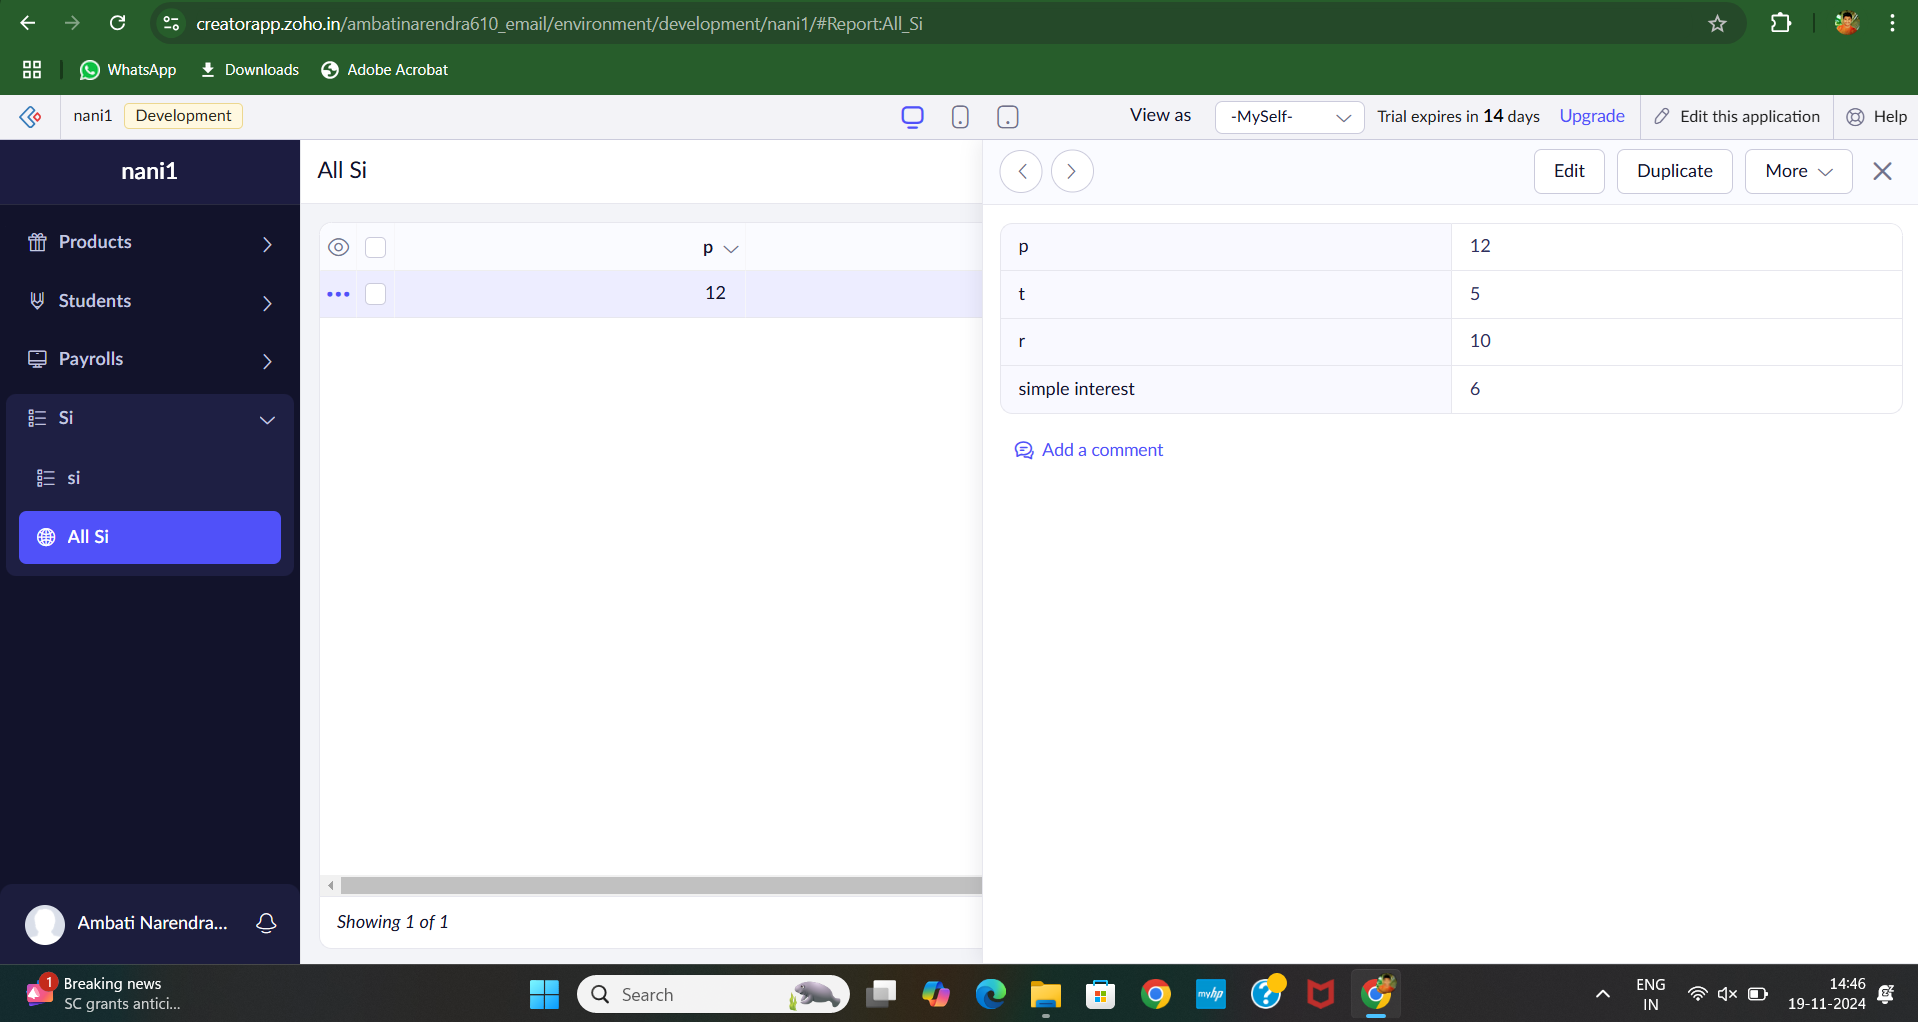 creatorapp.zoho.in/ambatinarendra610_email/environment/development/nani1/#Report:All_Si
WhatsApp
Downloads
Adobe Acrobat
nani1
Development
View as
-MySelf-
Trial expires in 14 days
Upgrade
Edit this application
Help
nani1
All Si
Edit
Duplicate
More
Products
Students
Payrolls
Si
si
All Si
p
12
p 12
t 5
r 10
simple interest 6
Add a comment
Showing 1 of 1
Ambati Narendra...
1
Breaking news
SC grants antici...
Search
myhp
ENG
IN
14:46
19-11-2024